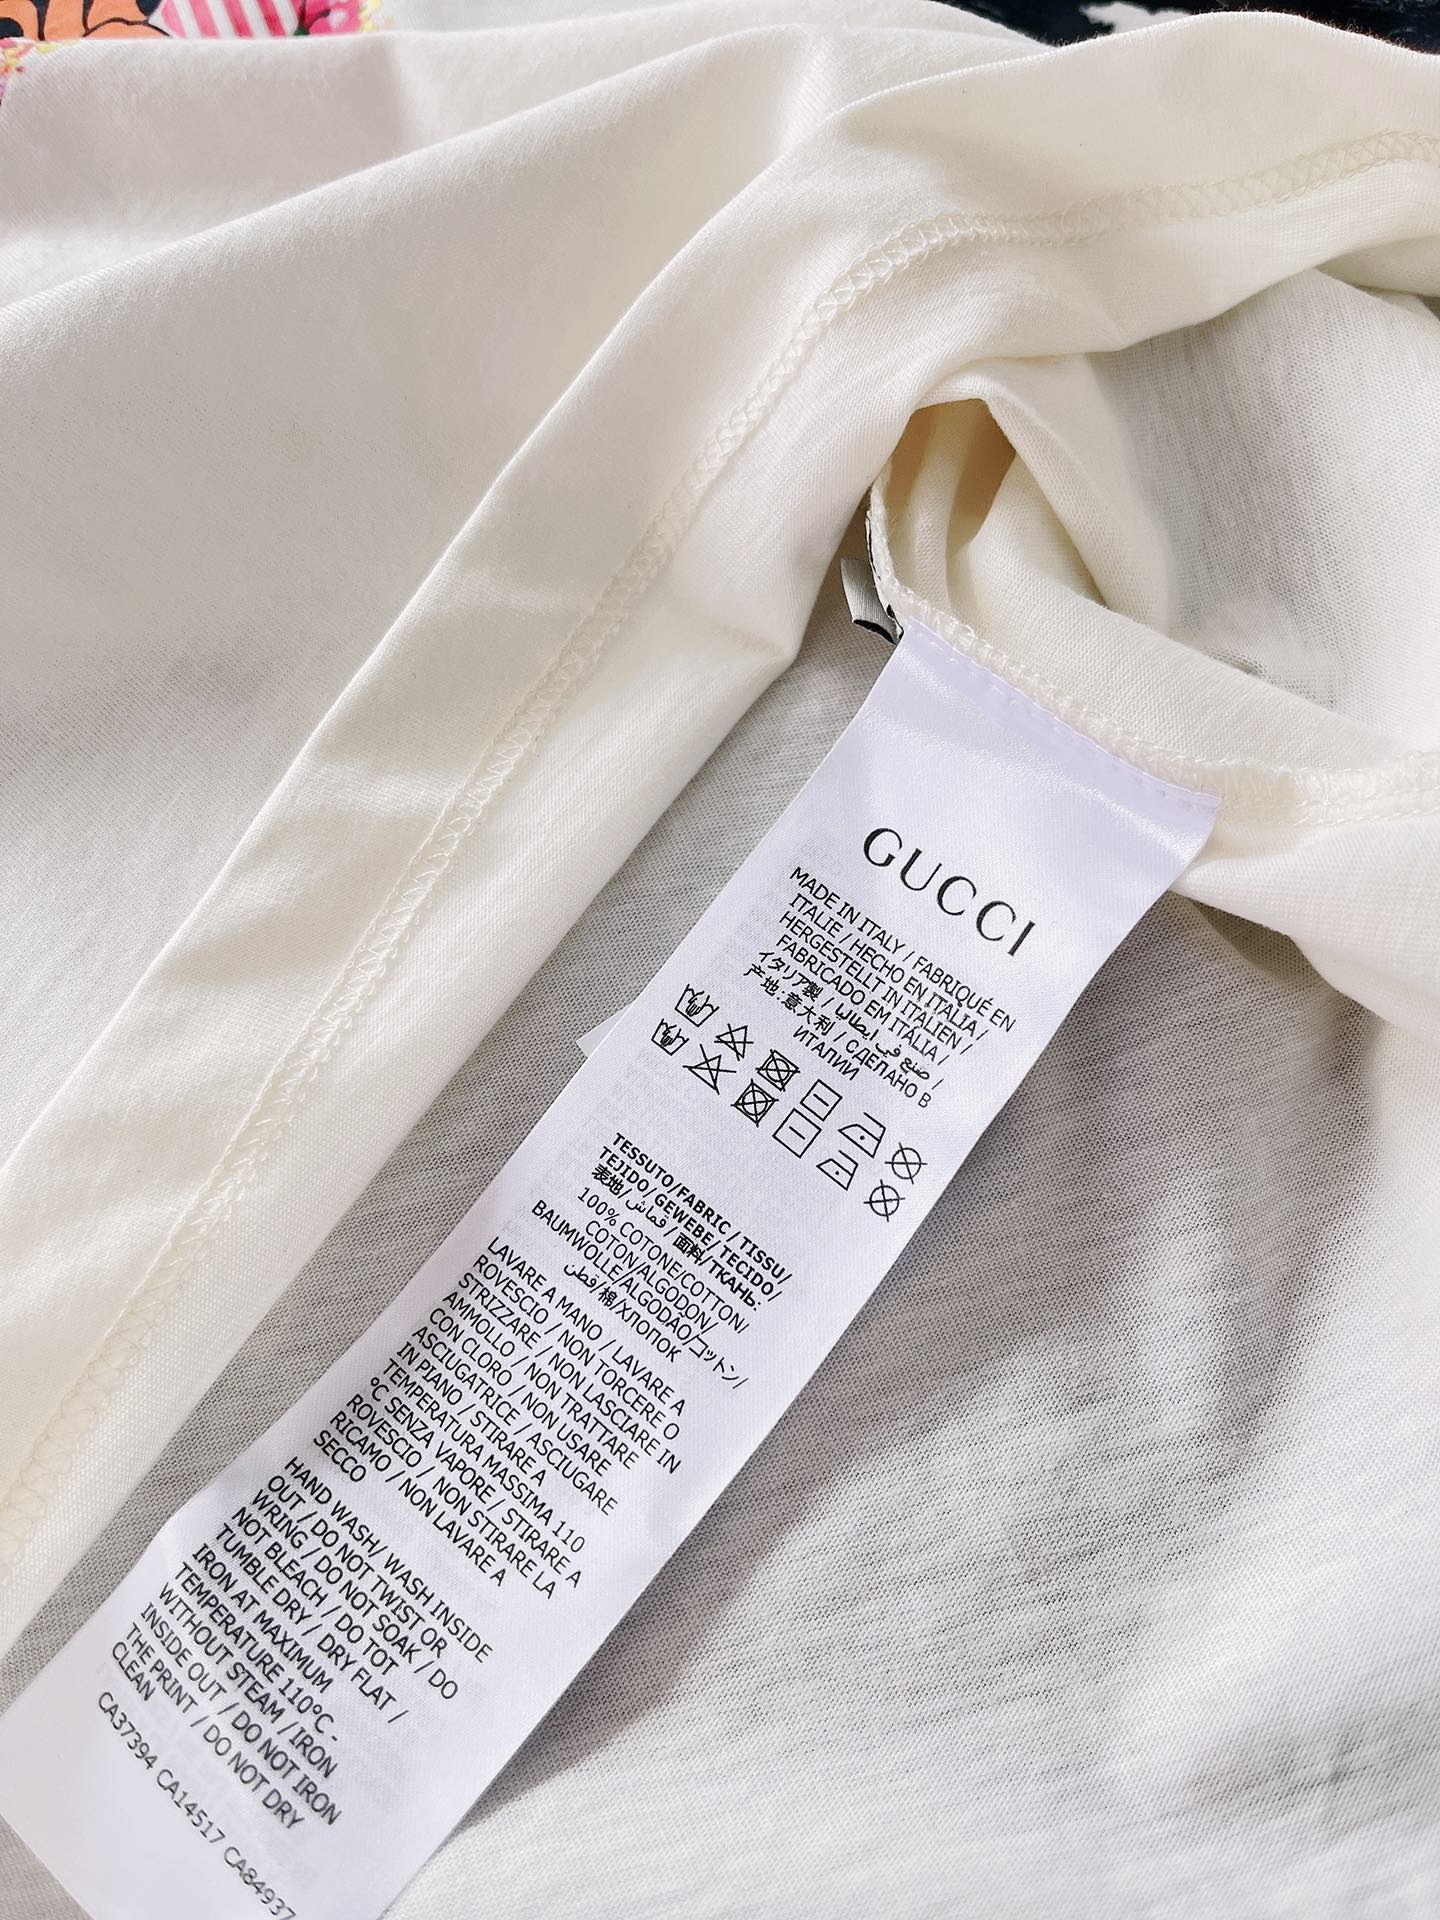 GUCCI
MADE IN ITALY / FABRIQUÉ EN
ITALIE / HECHO EN ITALIA /
HERGESTELLT IN ITALIEN /
FABRICADO EM ITÁLIA /
イタリア製 / صنع في ايطاليا /
产地:意大利 / СДЕЛАНО В
ИТАЛИИ
TESSUTO/FABRIC / TISSU/
TEJIDO/GEWEBE/TECIDO/
表地/قماش/面料/ТКАНЬ:
100% COTONE/COTTON/
COTON/ALGODON/
BAUMWOLLE/ALGODÃO/コットン/
قطن/棉/ХЛОПОК
LAVARE A MANO / LAVARE A
ROVESCIO / NON TORCERE O
STRIZZARE / NON LASCIARE IN
AMMOLLO / NON TRATTARE
CON CLORO / NON USARE
ASCIUGATRICE / ASCIUGARE
IN PIANO / STIRARE A
TEMPERATURA MASSIMA 110
°C SENZA VAPORE / STIRARE A
ROVESCIO / NON STIRARE LA
RICAMO / NON LAVARE A
SECCO
HAND WASH/ WASH INSIDE
OUT / DO NOT TWIST OR
WRING / DO NOT SOAK / DO
NOT BLEACH / DO TOT
TUMBLE DRY / DRY FLAT /
IRON AT MAXIMUM
TEMPERATURE 110°C -
WITHOUT STEAM / IRON
INSIDE OUT / DO NOT IRON
THE PRINT / DO NOT DRY
CLEAN
CA37394 CA14517 CA84937